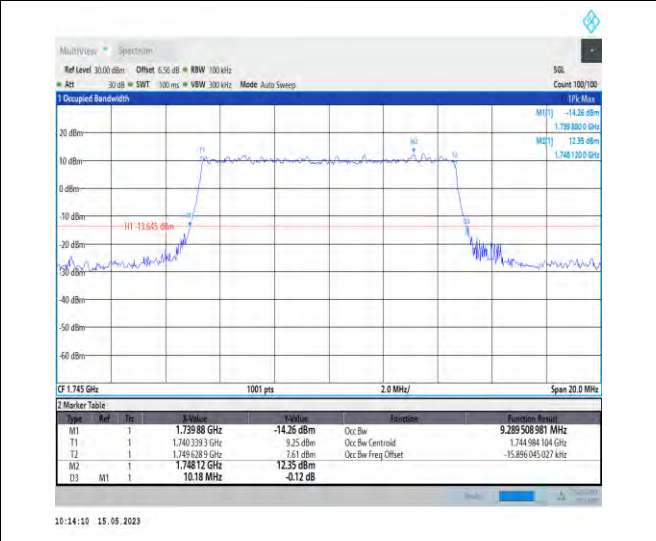 MultiView Spectrum
Ref Level 30.00 dBm Offset 6.56 dB RBW 100 kHz SGL
Att 30 dB SWT 100 ms VBW 300 kHz Mode Auto Sweep Count 100/100
1 Occupied Bandwidth 1Pk Max
M1[1] -14.26 dBm
1.739 880 0 GHz
20 dBm M2[1] 12.35 dBm
1.748 120 0 GHz
T1 M2 T2
10 dBm
0 dBm
-10 dBm
H1 -13.645 dBm
-20 dBm
-30 dBm
-40 dBm
-50 dBm
-60 dBm
CF 1.745 GHz 1001 pts 2.0 MHz/ Span 20.0 MHz
2 Marker Table
Type Ref Trc X-Value Y-Value Function Function Result
M1 1 1.739 88 GHz -14.26 dBm Occ Bw 9.289 508 981 MHz
T1 1 1.740 339 3 GHz 9.25 dBm Occ Bw Centroid 1.744 984 104 GHz
T2 1 1.749 628 9 GHz 7.61 dBm Occ Bw Freq Offset -15.896 045 027 kHz
M2 1 1.748 12 GHz 12.35 dBm
D3 M1 1 10.18 MHz -0.12 dB
10:14:10 15.05.2023